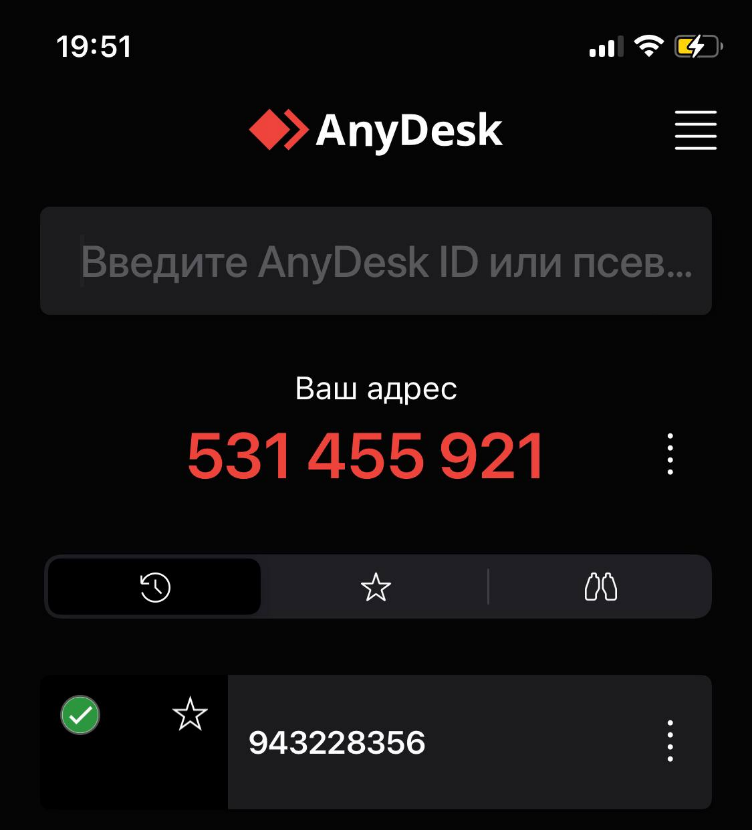 19:51
AnyDesk
Введите AnyDesk ID или псев...
Ваш адрес
531 455 921
943228356